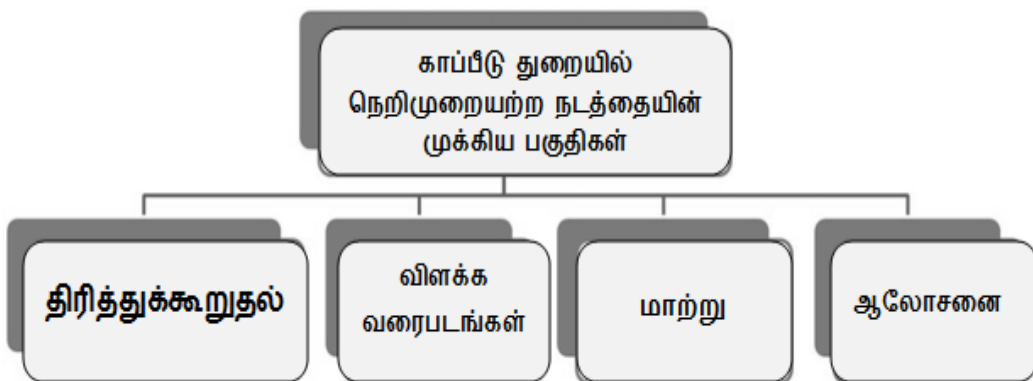 காப்பீடு துறையில்
நெறிமுறையற்ற நடத்தையின்
முக்கிய பகுதிகள்
திரித்துக்கூறுதல்
விளக்க
வரைபடங்கள்
மாற்று
ஆலோசனை